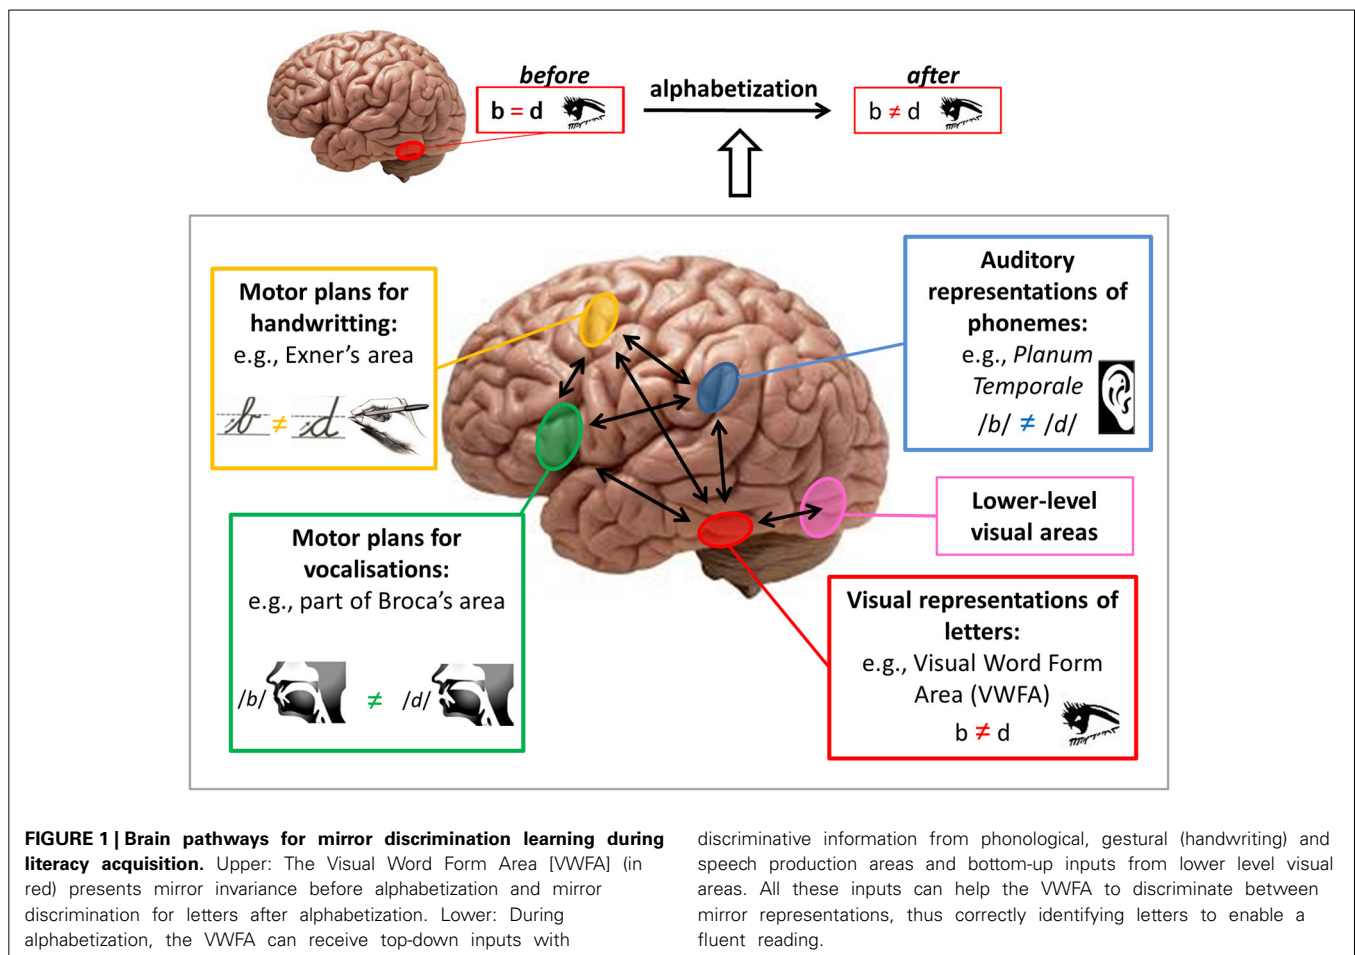 before
b = d
alphabetization
after
b ≠ d
Motor plans for
handwritting:
e.g., Exner's area
b ≠ d
Auditory
representations of
phonemes:
e.g., Planum
Temporale
/b/ ≠ /d/
Motor plans for
vocalisations:
e.g., part of Broca's area
/b/ ≠ /d/
Lower-level
visual areas
Visual representations of
letters:
e.g., Visual Word Form
Area (VWFA)
b ≠ d
FIGURE 1 | Brain pathways for mirror discrimination learning during
literacy acquisition. Upper: The Visual Word Form Area [VWFA] (in
red) presents mirror invariance before alphabetization and mirror
discrimination for letters after alphabetization. Lower: During
alphabetization, the VWFA can receive top-down inputs with
discriminative information from phonological, gestural (handwriting) and
speech production areas and bottom-up inputs from lower level visual
areas. All these inputs can help the VWFA to discriminate between
mirror representations, thus correctly identifying letters to enable a
fluent reading.